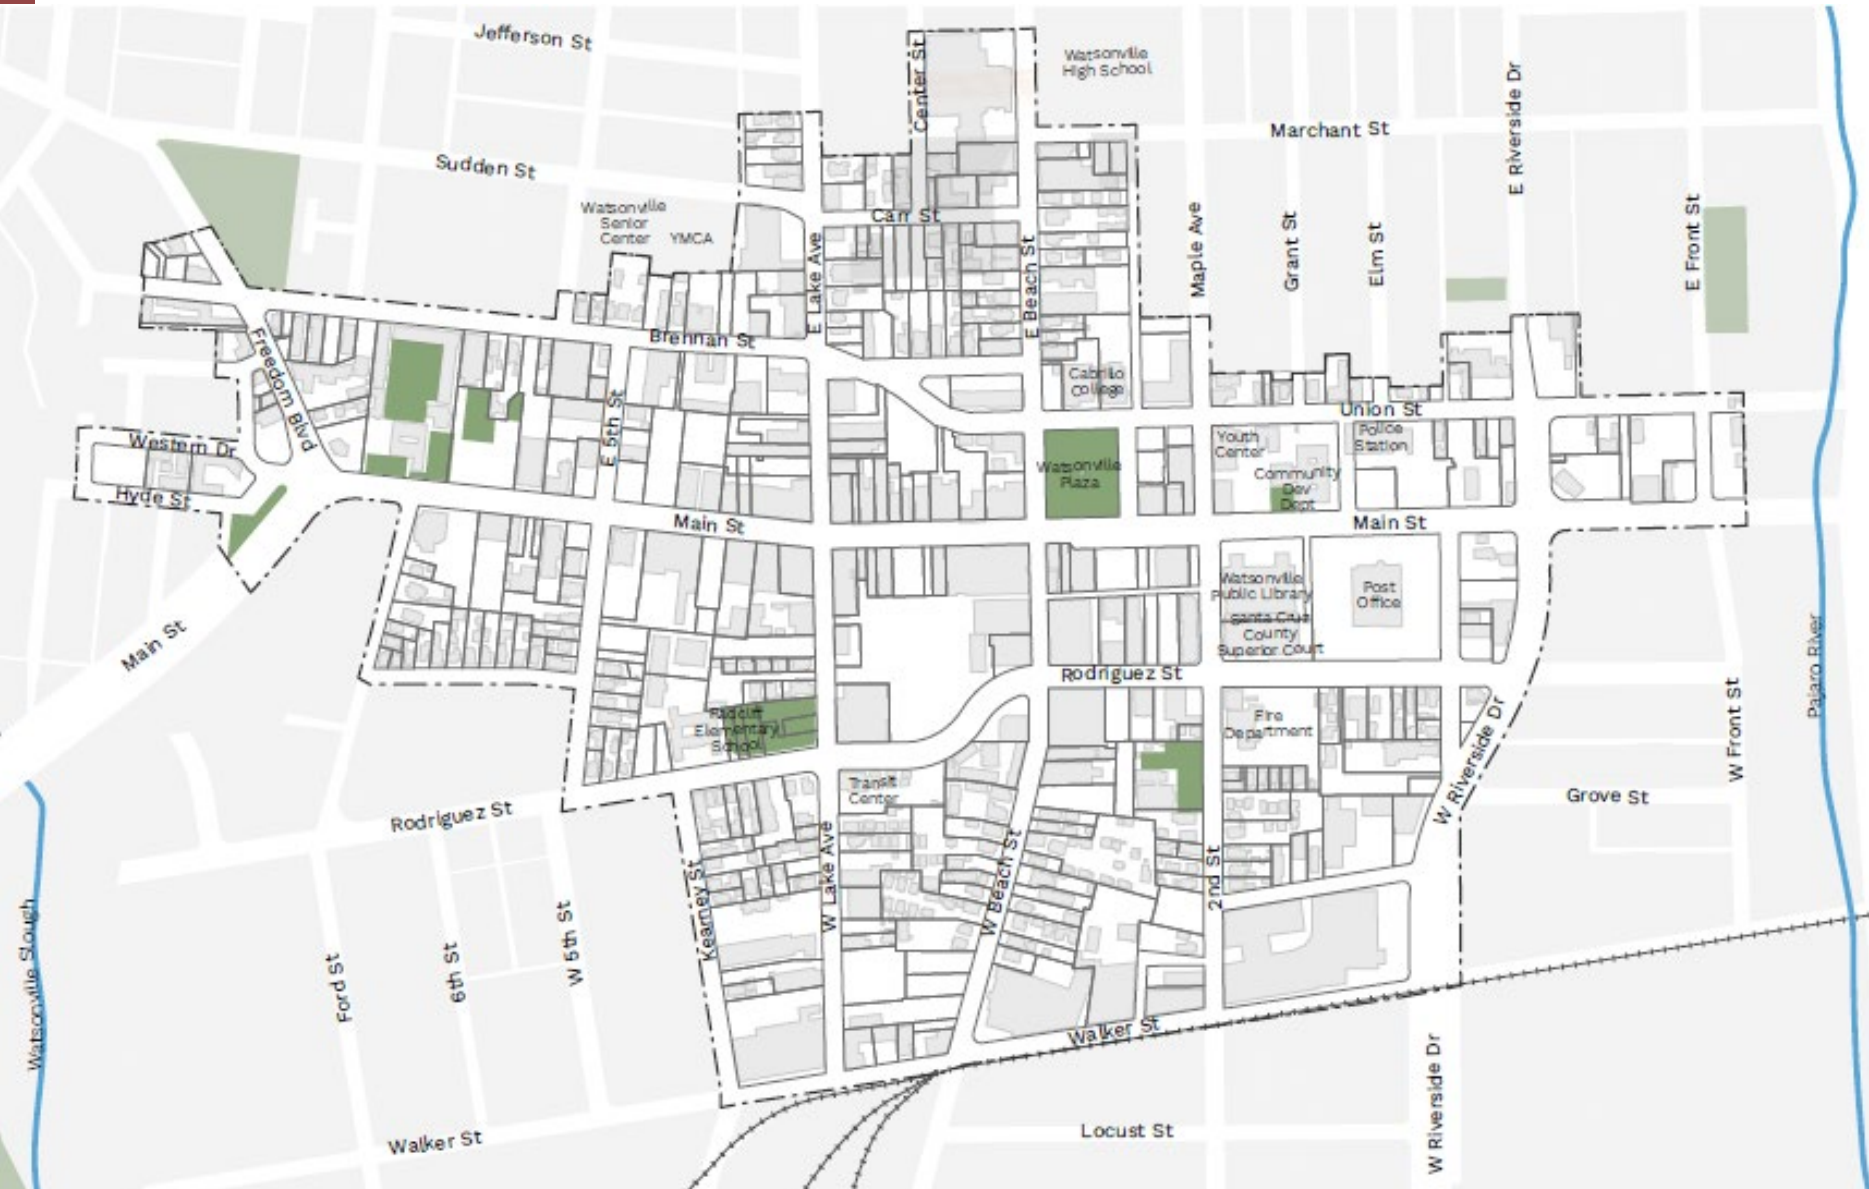 Jefferson St
Center St
Watsonville
High School
E Riverside Dr
Marchant St
Sudden St
Watsonville
Senior
Center
YMCA
Carr St
E Lake Ave
E Beach St
Maple Ave
Grant St
Elm St
E Front St
Brennan St
Freedom Blvd
Cabrillo
College
E 5th St
Union St
Western Dr
Hyde St
Youth
Center
Police
Station
Watsonville
Plaza
Community
Dev
Dept
Main St
Main St
Watsonville
Public Library
Post
Office
Santa Cruz
County
Superior Court
Main St
Rodriguez St
Pajaro River
Radcliff
Elementary
School
Fire
Department
W Front St
W Riverside Dr
Transit
Center
Grove St
Rodriguez St
Kearney St
W Lake Ave
W Beach St
2nd St
Watsonville Slough
Ford St
6th St
W 5th St
Walker St
W Riverside Dr
Walker St
Locust St